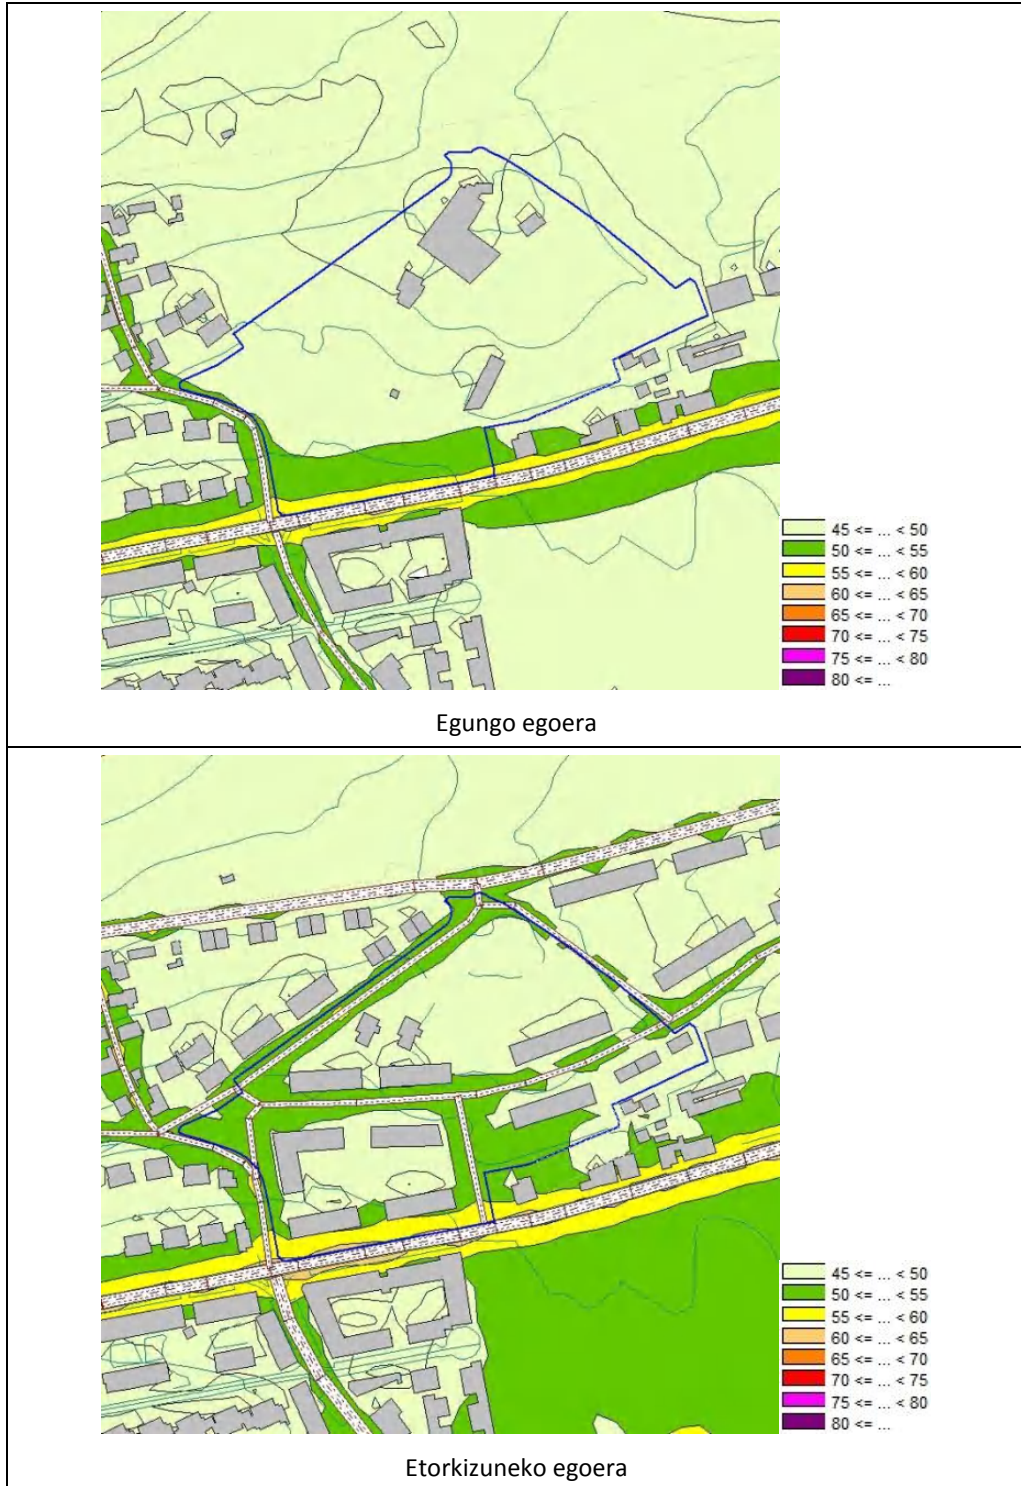 45 <= ... < 50
50 <= ... < 55
55 <= ... < 60
60 <= ... < 65
65 <= ... < 70
70 <= ... < 75
75 <= ... < 80
80 <= ...
Egungo egoera
45 <= ... < 50
50 <= ... < 55
55 <= ... < 60
60 <= ... < 65
65 <= ... < 70
70 <= ... < 75
75 <= ... < 80
80 <= ...
Etorkizuneko egoera